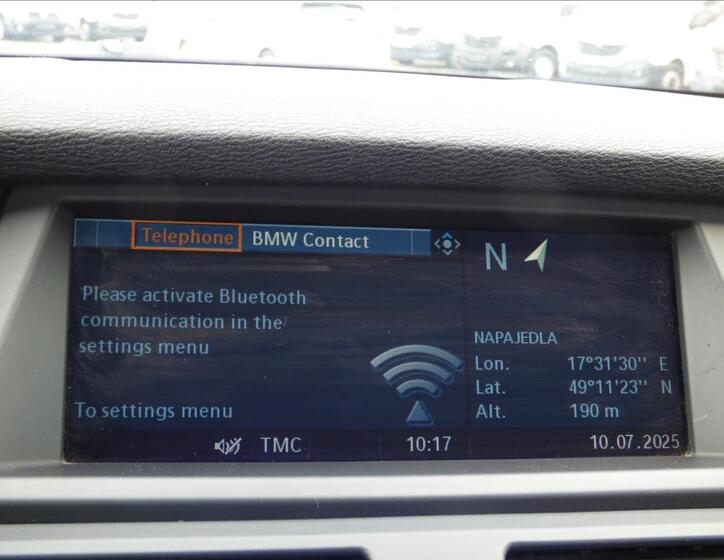 Telephone BMW Contact
N
Please activate Bluetooth
communication in the
settings menu
To settings menu
NAPAJEDLA
Lon. 17°31'30'' E
Lat. 49°11'23'' N
Alt. 190 m
TMC 10:17 10.07.2025